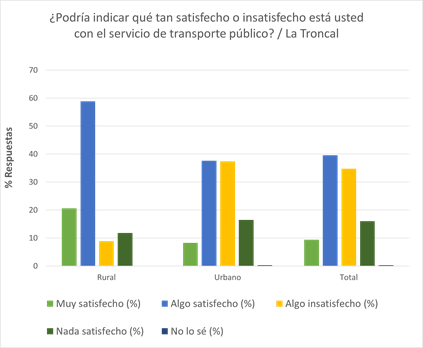 ¿Podría indicar qué tan satisfecho o insatisfecho está usted
con el servicio de transporte público? / La Troncal
70
60
50
40
30
20
10
0
% Respuestas
Rural Urbano Total
Muy satisfecho (%) Algo satisfecho (%) Algo insatisfecho (%)
Nada satisfecho (%) No lo sé (%)